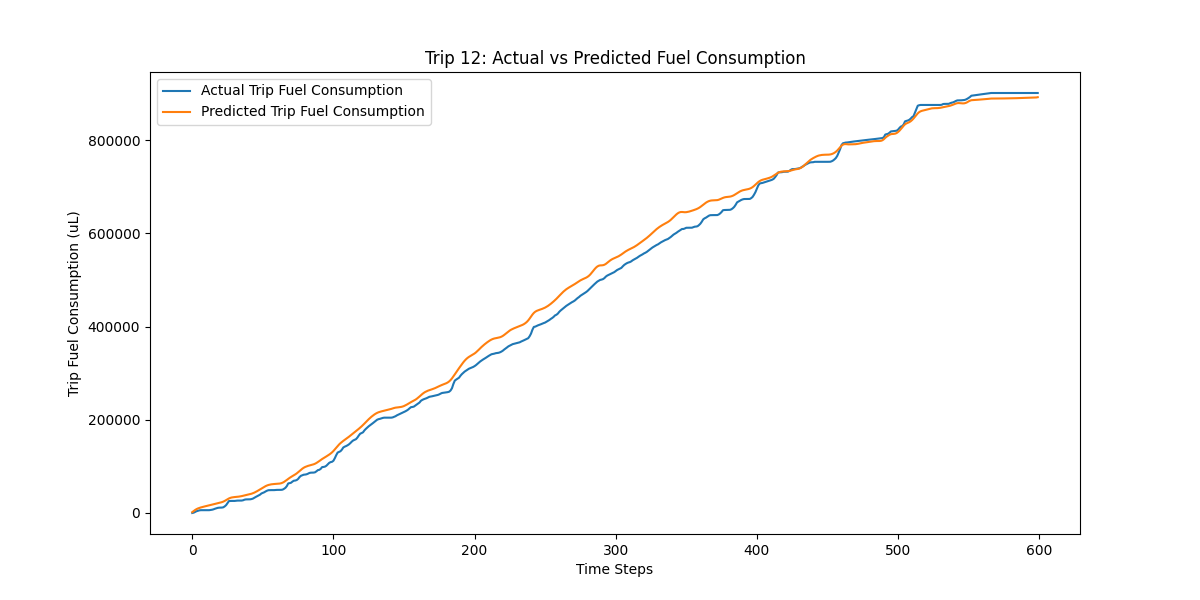 Trip 12: Actual vs Predicted Fuel Consumption
Actual Trip Fuel Consumption
Predicted Trip Fuel Consumption
Trip Fuel Consumption (uL)
800000
600000
400000
200000
0
0 100 200 300 400 500 600
Time Steps